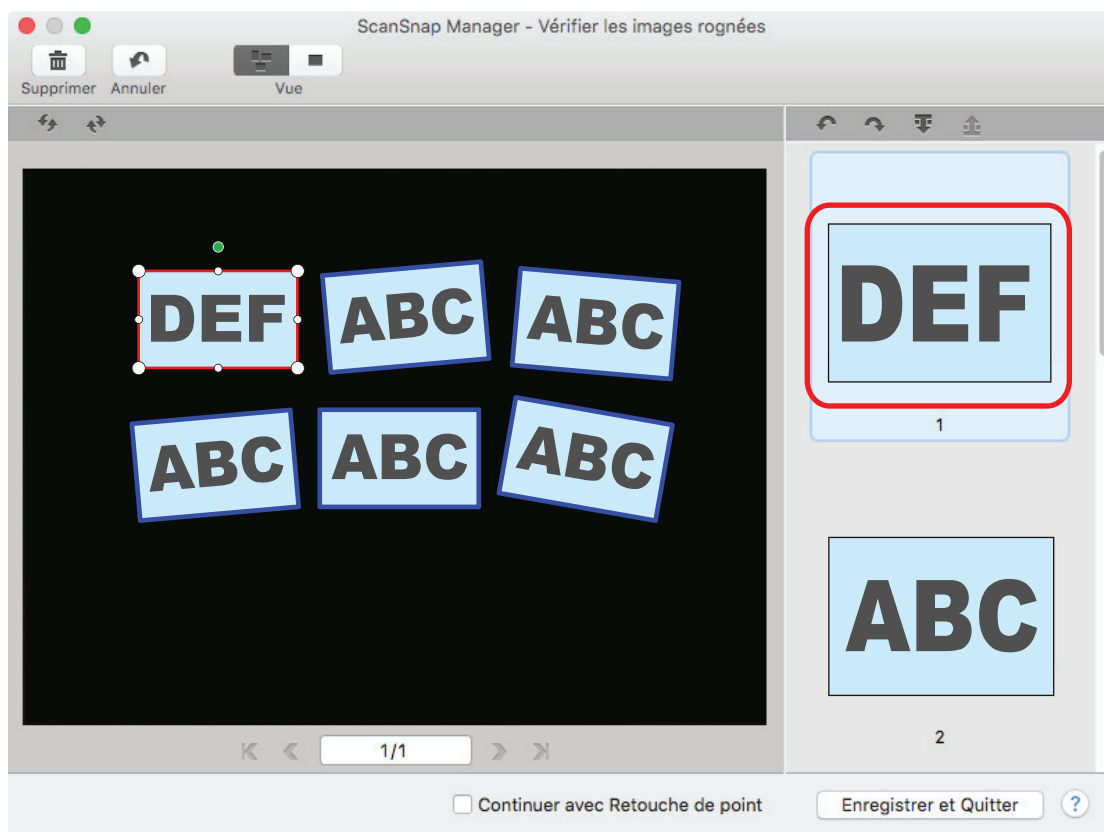 ScanSnap Manager - Vérifier les images rognées
Supprimer Annuler Vue
DEF ABC ABC
ABC ABC ABC
DEF
1
ABC
2
1/1
Continuer avec Retouche de point Enregistrer et Quitter ?